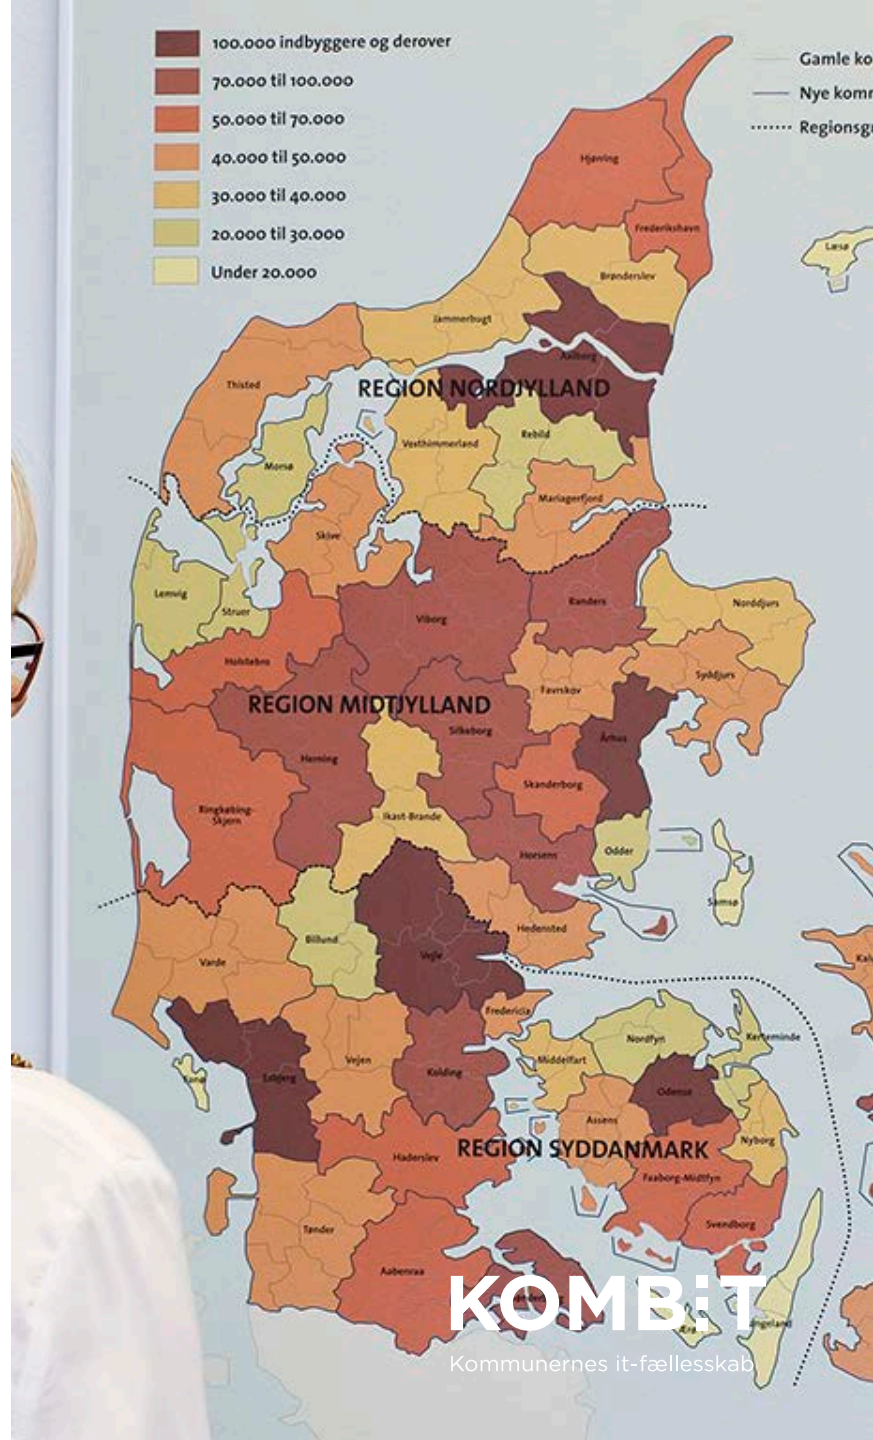 100.000 indbyggere og derover
70.000 til 100.000
50.000 til 70.000
40.000 til 50.000
30.000 til 40.000
20.000 til 30.000
Under 20.000
Gamle ko
Nye komm
Regionsgr
Hjørring
Frederikshavn
Læsø
Brønderslev
Jammerbugt
Aalborg
Thisted
REGION NORDJYLLAND
Rebild
Vesthimmerland
Morsø
Mariagerfjord
Skive
Lemvig
Struer
Viborg
Randers
Norddjurs
Holstebro
Favrskov
Syddjurs
REGION MIDTJYLLAND
Silkeborg
Århus
Herning
Skanderborg
Ringkøbing-
Skjern
Ikast-Brande
Horsens
Odder
Samsø
Hedensted
Billund
Vejle
Varde
Kal
Fredericia
Nordfyn
Kerteminde
Vejen
Middelfart
Kolding
Fanø
Esbjerg
Odense
Assens
Nyborg
REGION SYDDANMARK
Haderslev
Faaborg-Midtfyn
Svendborg
Tønder
Aabenraa
KOMBIT
Ærø
ngeland
Kommunernes it-fællesskab